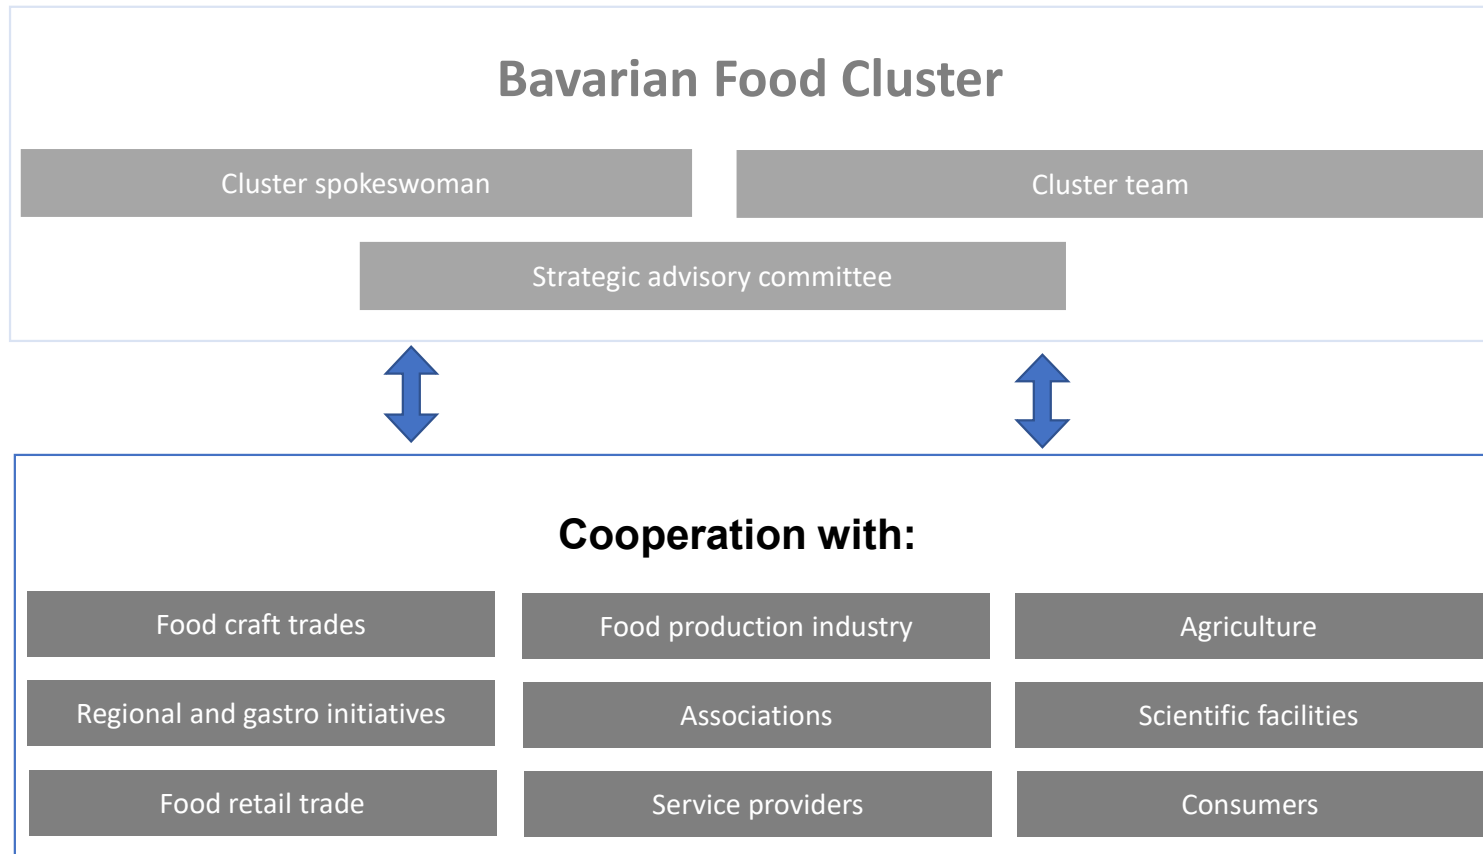 Bavarian Food Cluster
Cluster spokeswoman
Cluster team
Strategic advisory committee
Cooperation with:
Food craft trades
Food production industry
Agriculture
Regional and gastro initiatives
Associations
Scientific facilities
Food retail trade
Service providers
Consumers